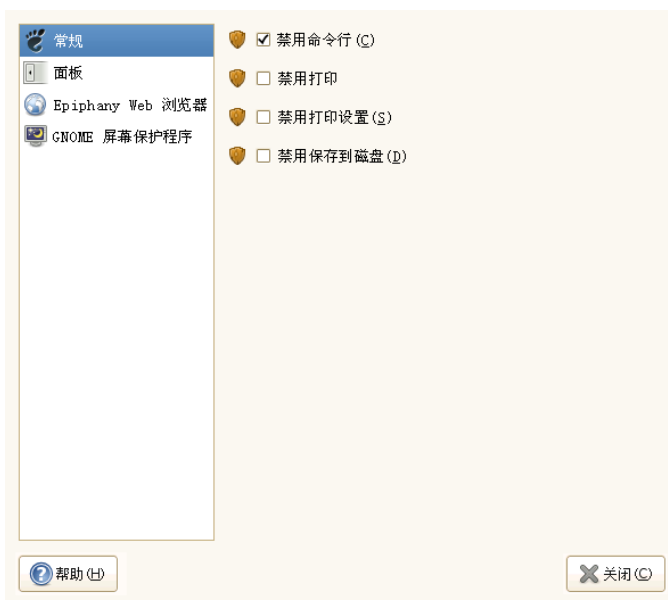 常规
面板
Epiphany Web 浏览器
GNOME 屏幕保护程序
禁用命令行(C)
禁用打印
禁用打印设置(S)
禁用保存到磁盘(D)
帮助(H)
关闭(C)